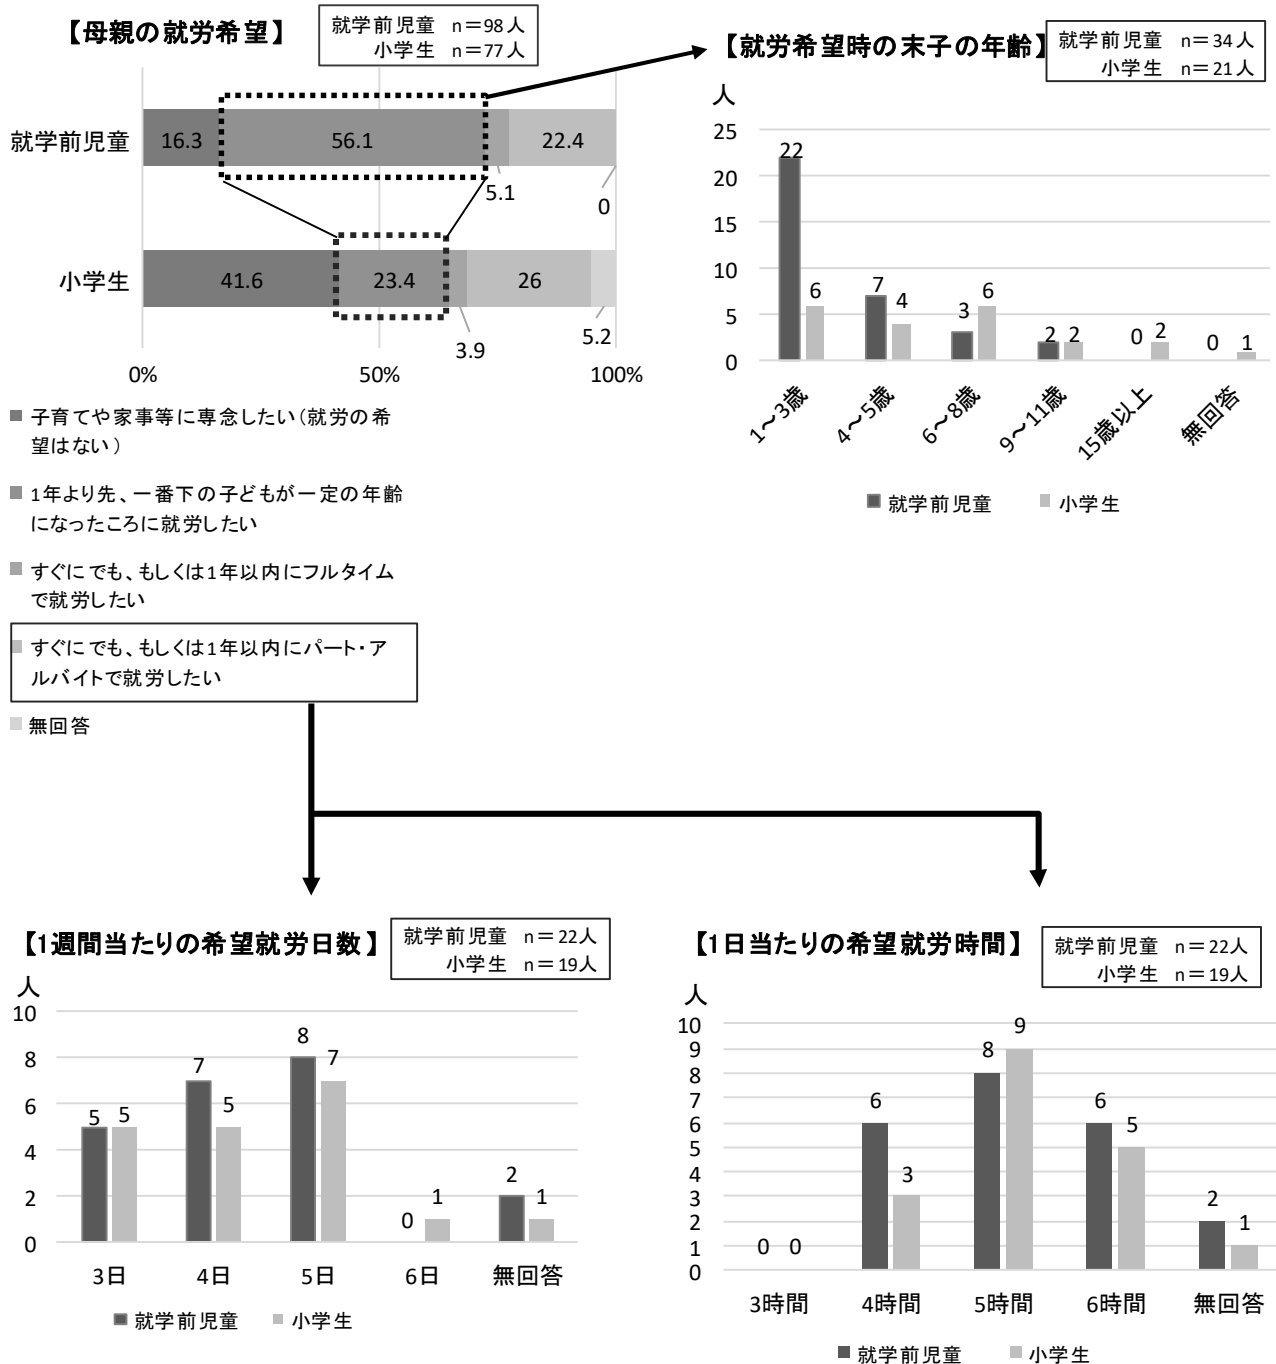 【母親の就労希望】
就学前児童 n=98人
小学生 n=77人
就学前児童
16.3
56.1
22.4
5.1
0
小学生
41.6
23.4
26
3.9
5.2
0%
50%
100%
子育てや家事等に専念したい(就労の希
望はない)
1年より先、一番下の子どもが一定の年齢
になったころに就労したい
すぐにでも、もしくは1年以内にフルタイム
で就労したい
すぐにでも、もしくは1年以内にパート・ア
ルバイトで就労したい
無回答
【就労希望時の末子の年齢】
就学前児童 n=34人
小学生 n=21人
人
25
20
15
10
5
0
22
6
7
4
3
6
2
2
0
2
0
1
1~3歳
4~5歳
6~8歳
9~11歳
15歳以上
無回答
就学前児童
小学生
【1週間当たりの希望就労日数】
就学前児童 n=22人
小学生 n=19人
人
10
8
6
4
2
0
5
5
7
5
8
7
0
1
2
1
3日
4日
5日
6日
無回答
就学前児童
小学生
【1日当たりの希望就労時間】
就学前児童 n=22人
小学生 n=19人
人
10
9
8
7
6
5
4
3
2
1
0
0
0
6
3
8
9
6
5
2
1
3時間
4時間
5時間
6時間
無回答
就学前児童
小学生